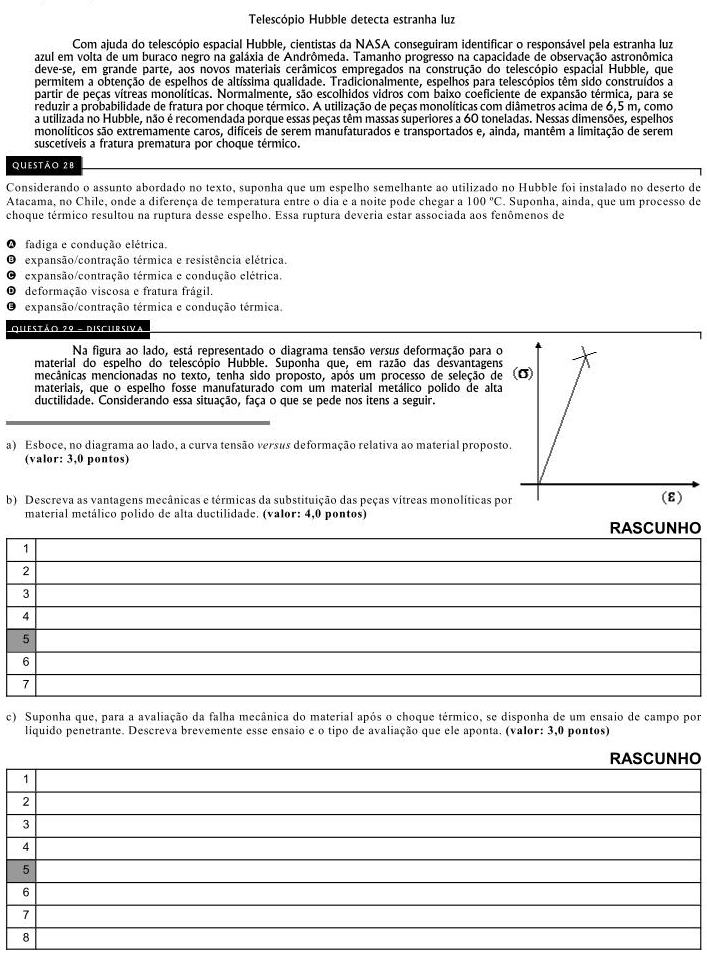 Telescópio Hubble detecta estranha luz
Com ajuda do telescópio espacial Hubble, cientistas da NASA conseguiram identificar o responsável pela estranha luz
azul em volta de um buraco negro na galáxia de Andrômeda. Tamanho progresso na capacidade de observação astronômica
deve-se, em grande parte, aos novos materiais cerâmicos empregados na construção do telescópio espacial Hubble, que
permitem a obtenção de espelhos de altíssima qualidade. Tradicionalmente, espelhos para telescópios têm sido construídos a
partir de peças vítreas monolíticas. Normalmente, são escolhidos vidros com baixo coeficiente de expansão térmica, para se
reduzir a probabilidade de fratura por choque térmico. A utilização de peças monolíticas com diâmetros acima de 6,5 m, como
a utilizada no Hubble, não é recomendada porque essas peças têm massas superiores a 60 toneladas. Nessas dimensões, espelhos
monolíticos são extremamente caros, difíceis de serem manufaturados e transportados e, ainda, mantêm a limitação de serem
suscetíveis a fratura prematura por choque térmico.
QUESTÃO 28
Considerando o assunto abordado no texto, suponha que um espelho semelhante ao utilizado no Hubble foi instalado no deserto de
Atacama, no Chile, onde a diferença de temperatura entre o dia e a noite pode chegar a 100 ºC. Suponha, ainda, que um processo de
choque térmico resultou na ruptura desse espelho. Essa ruptura deveria estar associada aos fenômenos de
A fadiga e condução elétrica.
B expansão/contração térmica e resistência elétrica.
C expansão/contração térmica e condução elétrica.
D deformação viscosa e fratura frágil.
E expansão/contração térmica e condução térmica.
QUESTÃO 29 – DISCURSIVA
Na figura ao lado, está representado o diagrama tensão versus deformação para o
material do espelho do telescópio Hubble. Suponha que, em razão das desvantagens
mecânicas mencionadas no texto, tenha sido proposto, após um processo de seleção de
materiais, que o espelho fosse manufaturado com um material metálico polido de alta
ductilidade. Considerando essa situação, faça o que se pede nos itens a seguir.
(σ)
(ε)
a) Esboce, no diagrama ao lado, a curva tensão versus deformação relativa ao material proposto.
(valor: 3,0 pontos)
b) Descreva as vantagens mecânicas e térmicas da substituição das peças vítreas monolíticas por
material metálico polido de alta ductilidade. (valor: 4,0 pontos)
RASCUNHO
1
2
3
4
5
6
7
c) Suponha que, para a avaliação da falha mecânica do material após o choque térmico, se disponha de um ensaio de campo por
líquido penetrante. Descreva brevemente esse ensaio e o tipo de avaliação que ele aponta. (valor: 3,0 pontos)
RASCUNHO
1
2
3
4
5
6
7
8